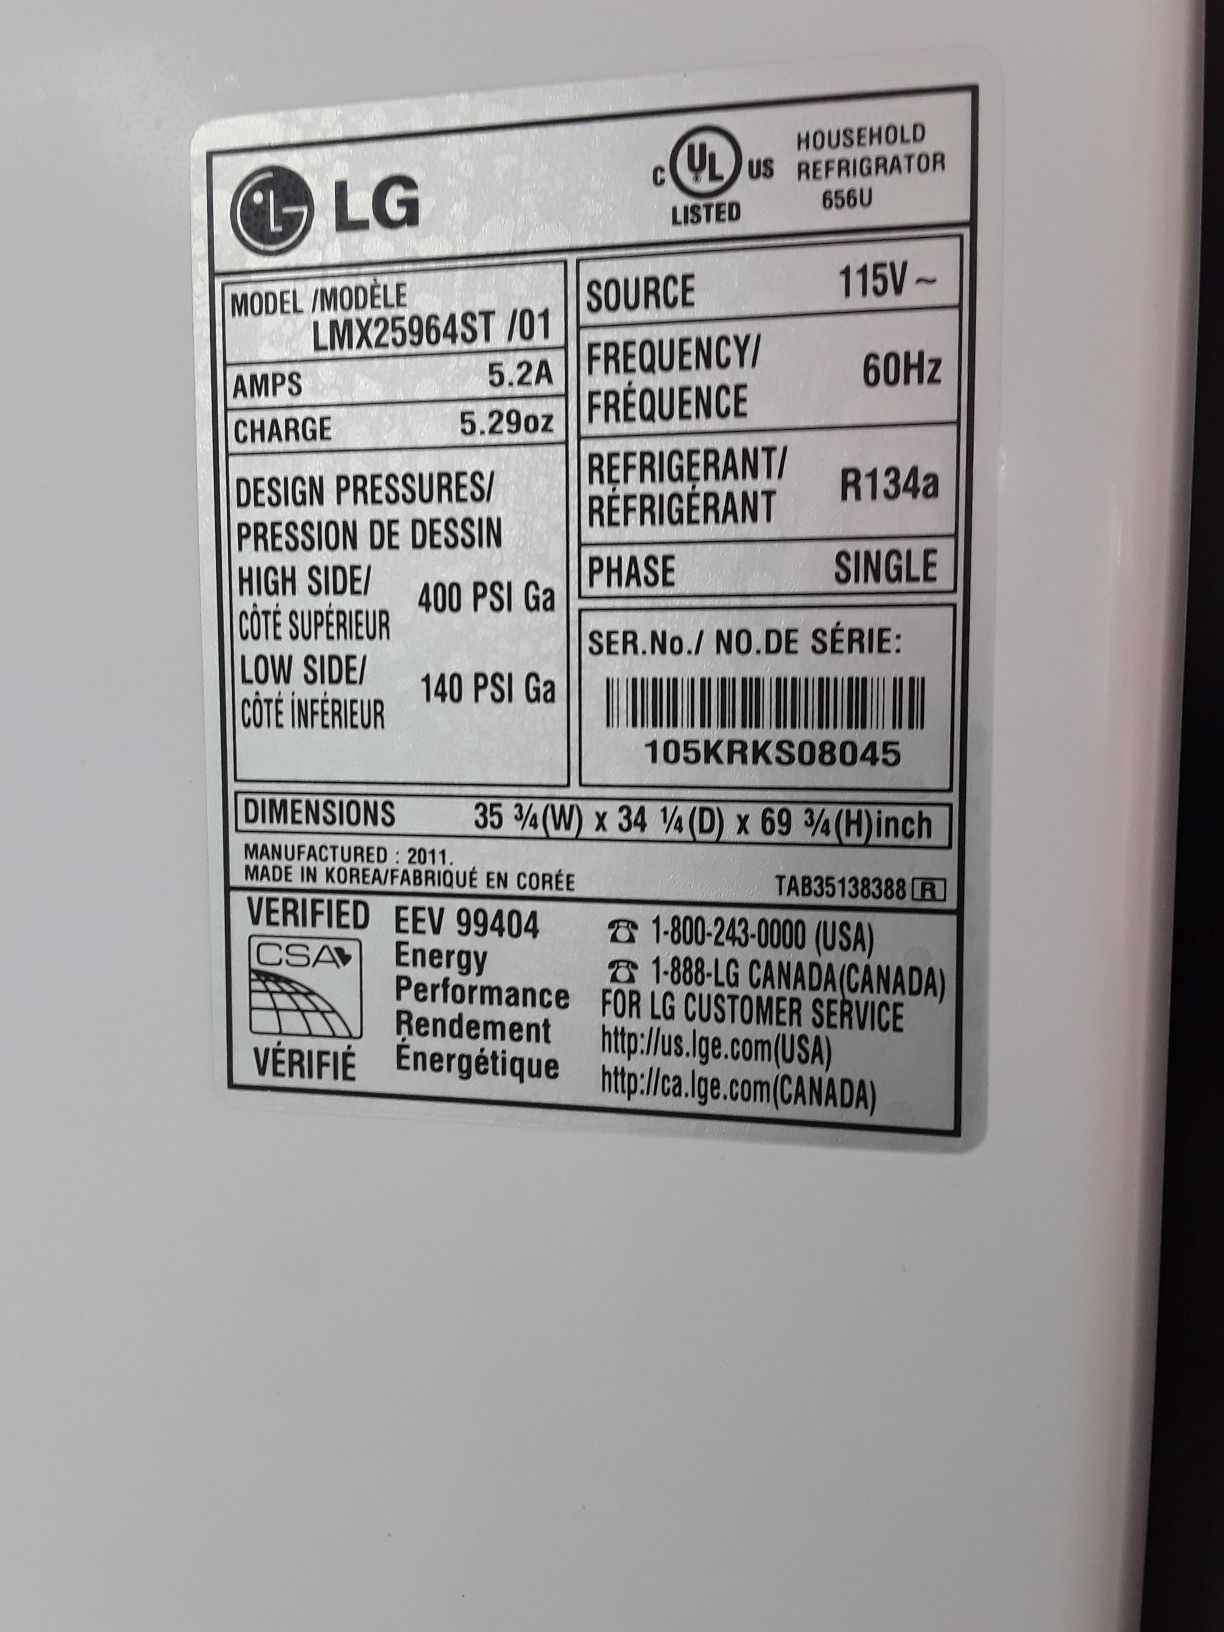 LG
C UL US
LISTED
HOUSEHOLD
REFRIGRATOR
656U
MODEL /MODÈLE
LMX25964ST /01
AMPS 5.2A
CHARGE 5.29oz
DESIGN PRESSURES/
PRESSION DE DESSIN
HIGH SIDE/
CÔTÉ SUPÉRIEUR 400 PSI Ga
LOW SIDE/
CÔTÉ ÍNFÉRIEUR 140 PSI Ga
SOURCE 115V ~
FREQUENCY/
FRÉQUENCE 60Hz
REFRIGERANT/
RÉFRIGÉRANT R134a
PHASE SINGLE
SER.No./ NO.DE SÉRIE:
105KRKS08045
DIMENSIONS 35 ¾(W) x 34 ¼(D) x 69 ¾(H)inch
MANUFACTURED : 2011.
MADE IN KOREA/FABRIQUÉ EN CORÉE
TAB35138388 R
VERIFIED
CSA
VÉRIFIÉ
EEV 99404
Energy
Performance
Rendement
Énergétique
☎ 1-800-243-0000 (USA)
☎ 1-888-LG CANADA(CANADA)
FOR LG CUSTOMER SERVICE
http://us.lge.com(USA)
http://ca.lge.com(CANADA)